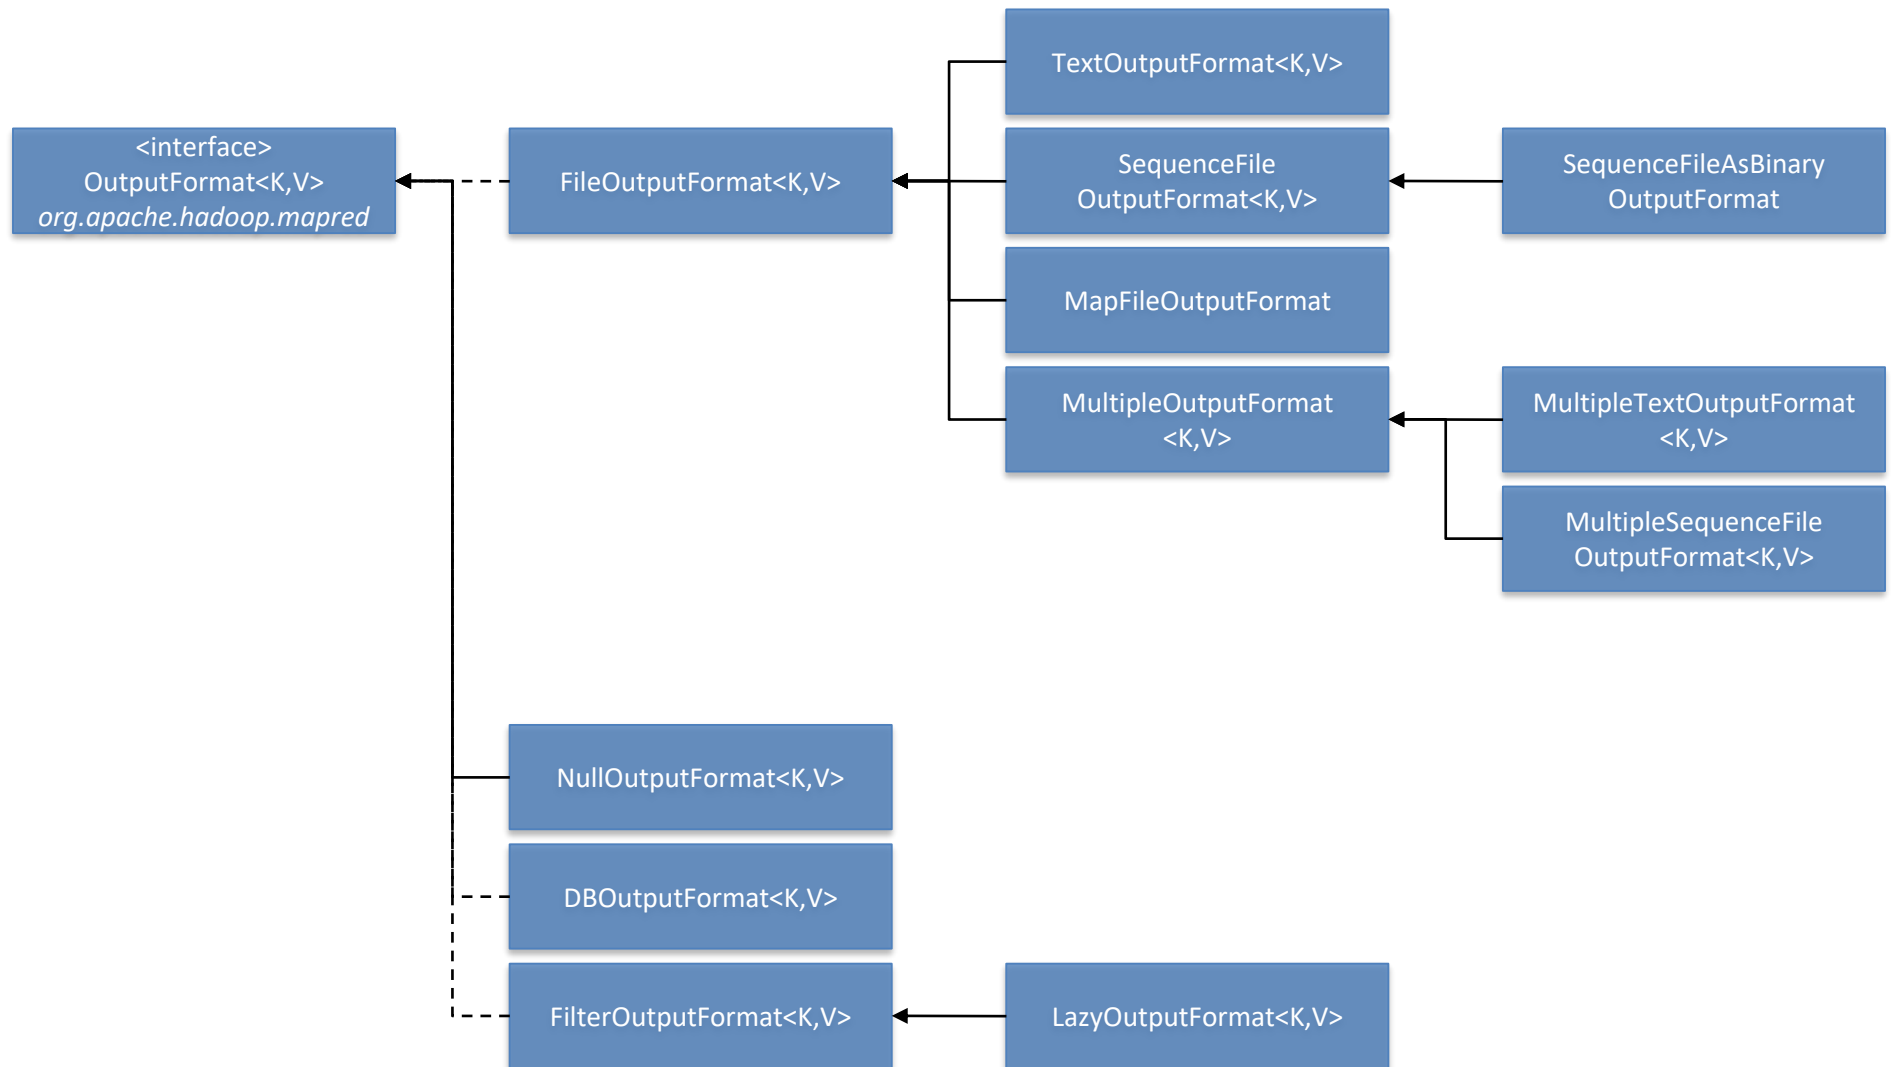 TextOutputFormat<K,V>
<interface>
OutputFormat<K,V>
org.apache.hadoop.mapred
FileOutputFormat<K,V>
SequenceFile
OutputFormat<K,V>
SequenceFileAsBinary
OutputFormat
MapFileOutputFormat
MultipleOutputFormat
<K,V>
MultipleTextOutputFormat
<K,V>
MultipleSequenceFile
OutputFormat<K,V>
NullOutputFormat<K,V>
DBOutputFormat<K,V>
FilterOutputFormat<K,V>
LazyOutputFormat<K,V>